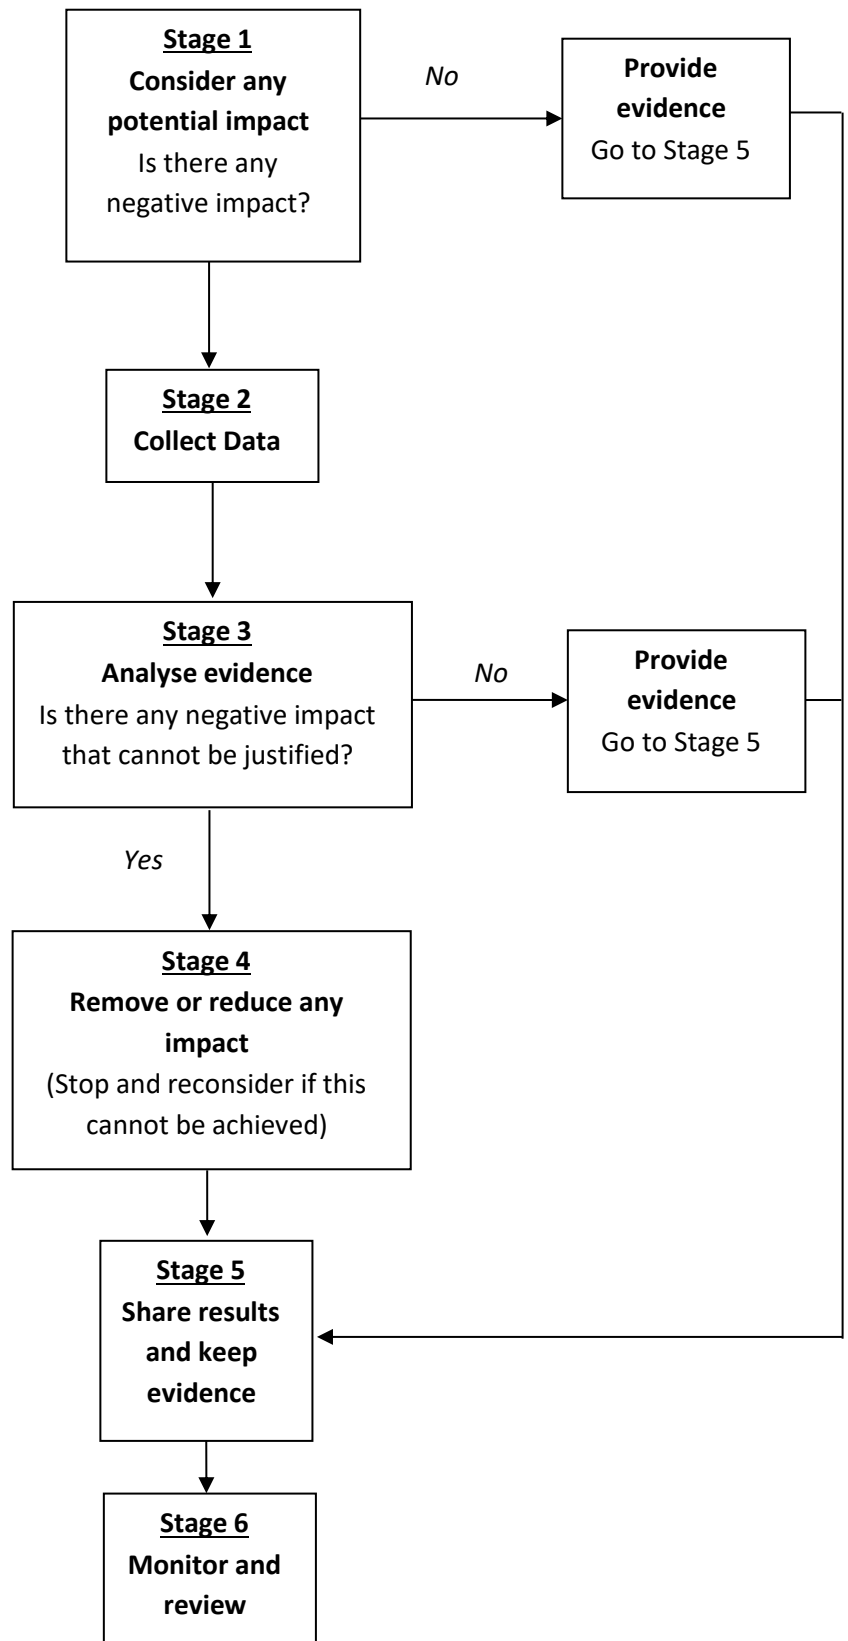 Stage 1
Consider any
potential impact
Is there any
negative impact?
No
Provide
evidence
Go to Stage 5
Stage 2
Collect Data
Stage 3
Analyse evidence
Is there any negative impact
that cannot be justified?
No
Provide
evidence
Go to Stage 5
Yes
Stage 4
Remove or reduce any
impact
(Stop and reconsider if this
cannot be achieved)
Stage 5
Share results
and keep
evidence
Stage 6
Monitor and
review